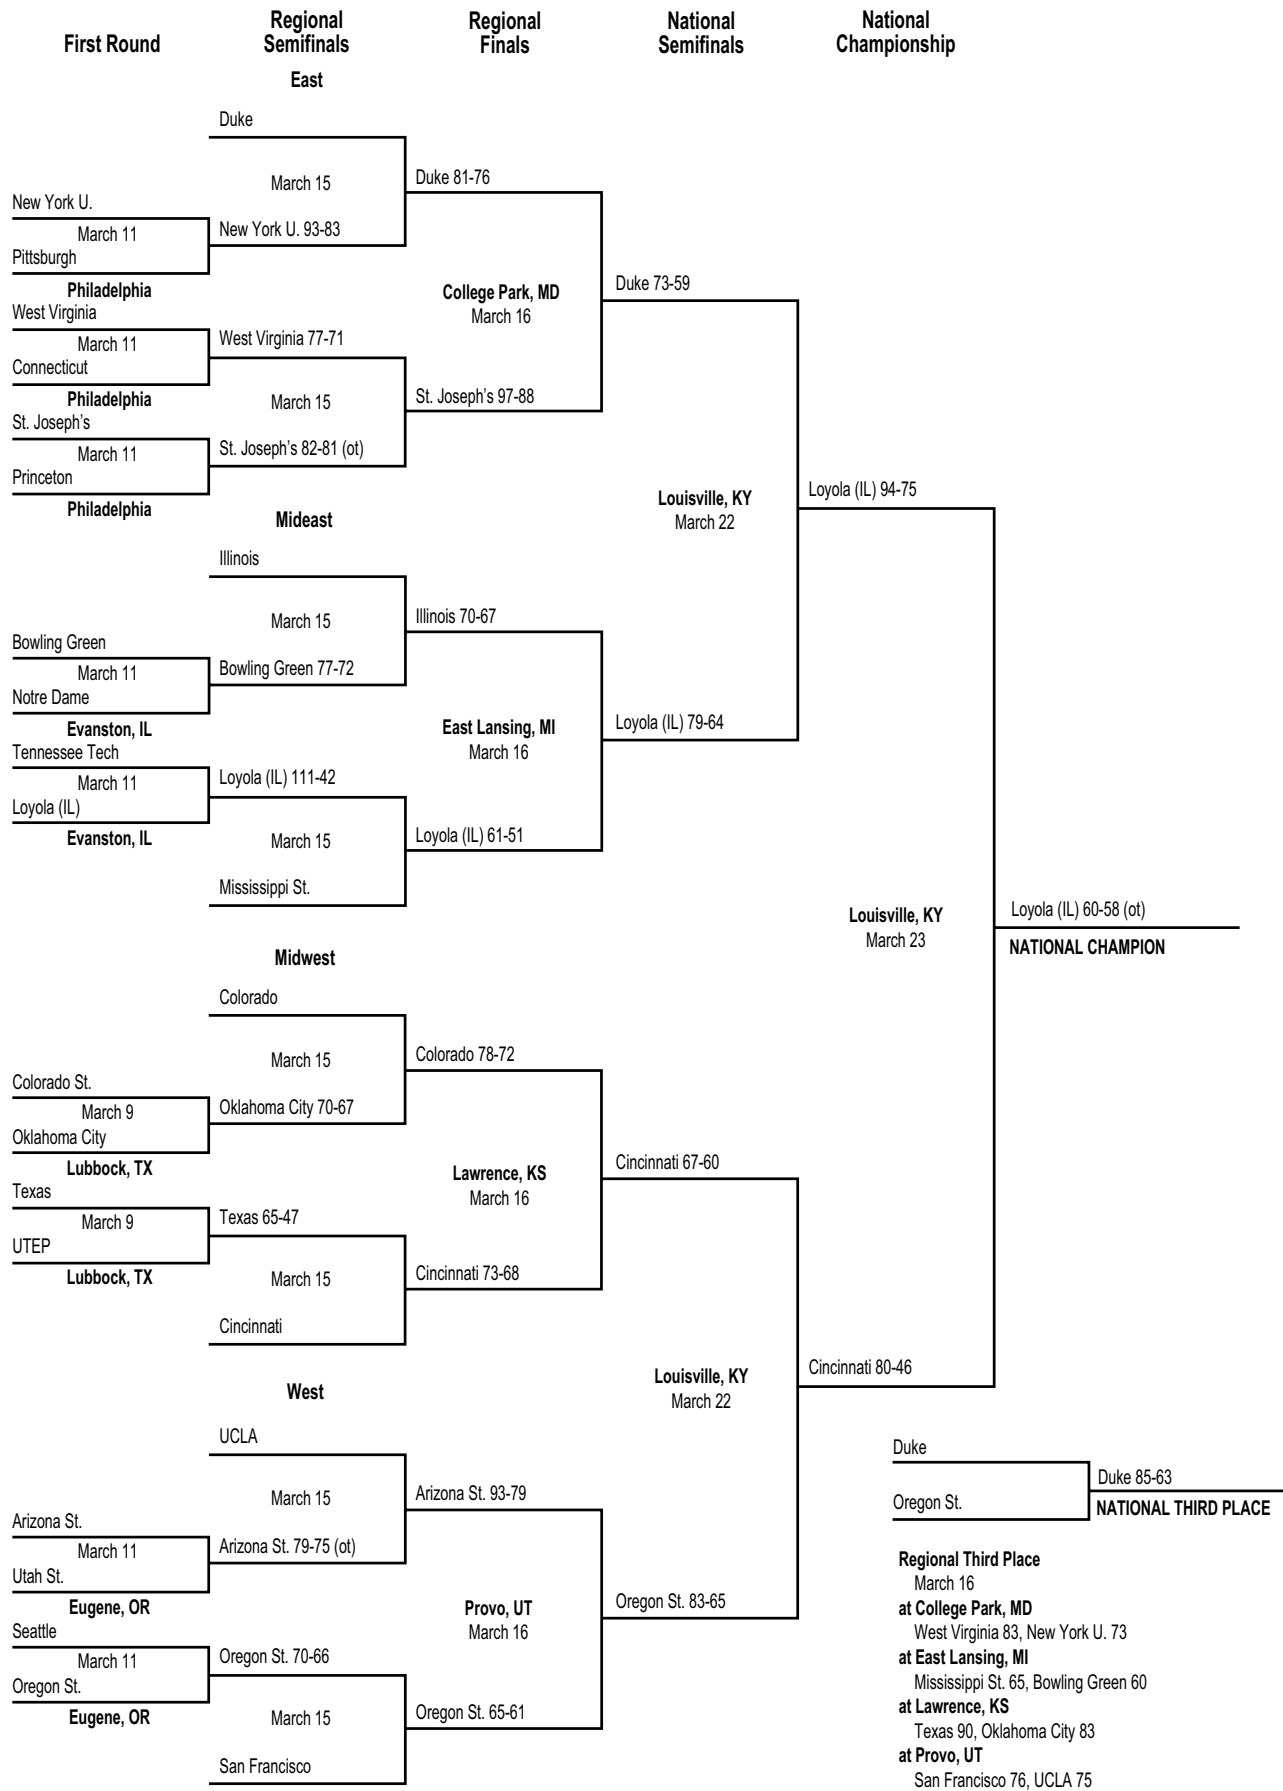 First Round
Regional
Semifinals
Regional
Finals
National
Semifinals
National
Championship
East
Duke
March 15
Duke 81-76
New York U.
March 11
New York U. 93-83
Pittsburgh
Philadelphia
College Park, MD
March 16
Duke 73-59
West Virginia
March 11
West Virginia 77-71
Connecticut
Philadelphia
March 15
St. Joseph's 97-88
St. Joseph's
March 11
St. Joseph's 82-81 (ot)
Princeton
Philadelphia
Louisville, KY
March 22
Loyola (IL) 94-75
Mideast
Illinois
March 15
Illinois 70-67
Bowling Green
March 11
Bowling Green 77-72
Notre Dame
Evanston, IL
East Lansing, MI
March 16
Loyola (IL) 79-64
Tennessee Tech
March 11
Loyola (IL) 111-42
Loyola (IL)
Evanston, IL
March 15
Loyola (IL) 61-51
Mississippi St.
Louisville, KY
March 23
Loyola (IL) 60-58 (ot)
NATIONAL CHAMPION
Midwest
Colorado
March 15
Colorado 78-72
Colorado St.
March 9
Oklahoma City 70-67
Oklahoma City
Lubbock, TX
Lawrence, KS
March 16
Cincinnati 67-60
Texas
March 9
Texas 65-47
UTEP
Lubbock, TX
March 15
Cincinnati 73-68
Cincinnati
Louisville, KY
March 22
Cincinnati 80-46
West
UCLA
March 15
Arizona St. 93-79
Arizona St.
March 11
Arizona St. 79-75 (ot)
Utah St.
Eugene, OR
Provo, UT
March 16
Oregon St. 83-65
Seattle
March 11
Oregon St. 70-66
Oregon St.
Eugene, OR
March 15
Oregon St. 65-61
San Francisco
Duke
Duke 85-63
Oregon St.
NATIONAL THIRD PLACE
Regional Third Place
March 16
at College Park, MD
West Virginia 83, New York U. 73
at East Lansing, MI
Mississippi St. 65, Bowling Green 60
at Lawrence, KS
Texas 90, Oklahoma City 83
at Provo, UT
San Francisco 76, UCLA 75